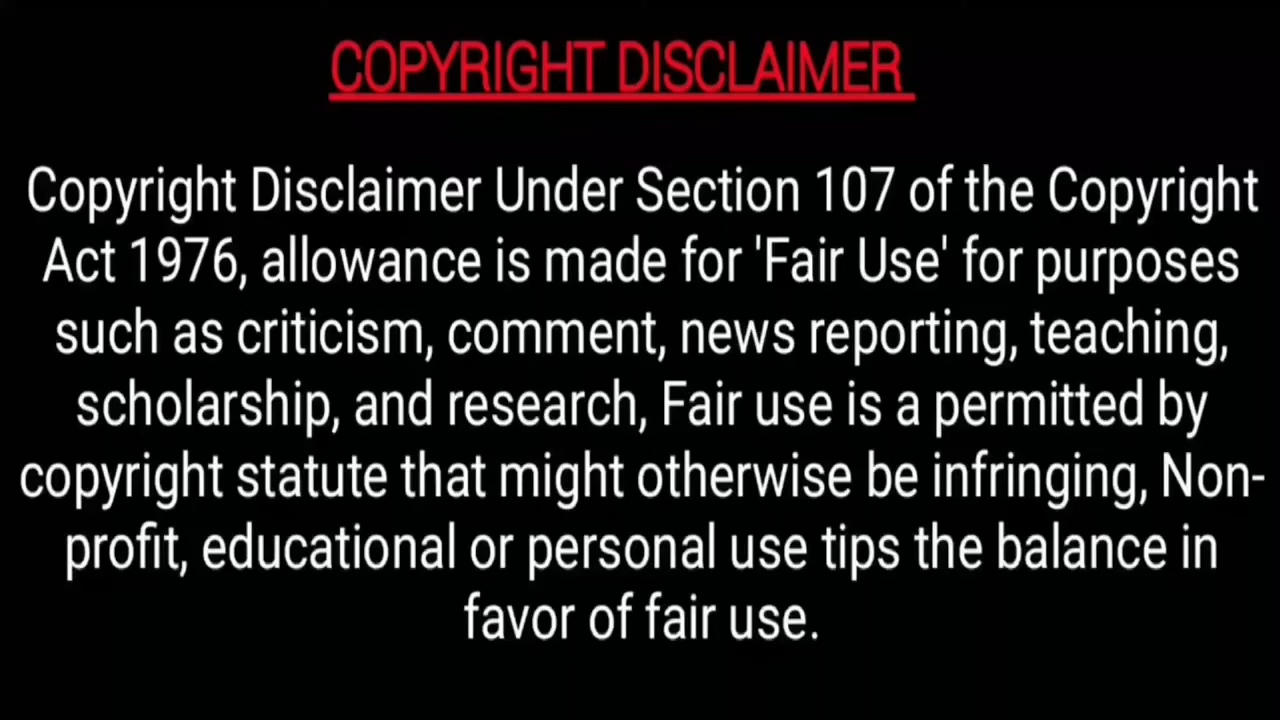 COPYRIGHT DISCLAIMER
Copyright Disclaimer Under Section 107 of the Copyright
Act 1976, allowance is made for 'Fair Use' for purposes
such as criticism, comment, news reporting, teaching,
scholarship, and research, Fair use is a permitted by
copyright statute that might otherwise be infringing, Non-
profit, educational or personal use tips the balance in
favor of fair use.